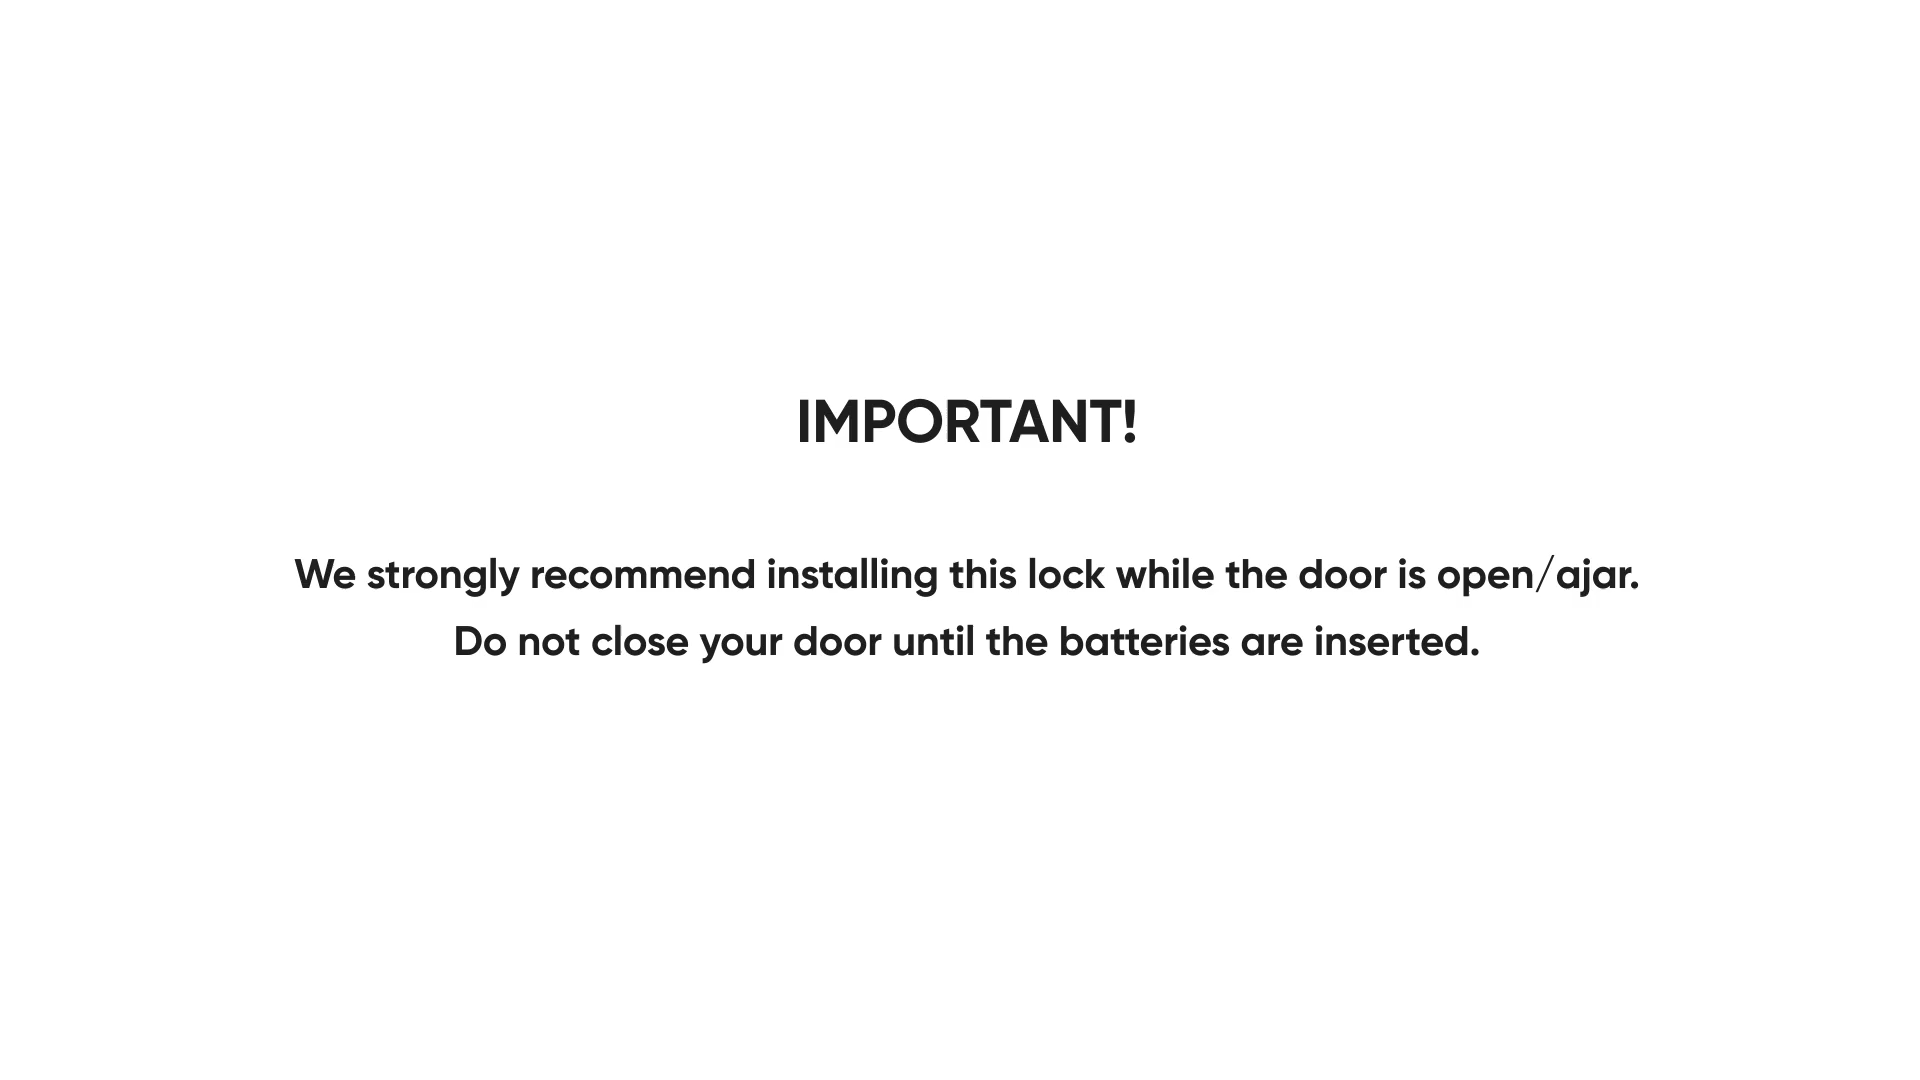 IMPORTANT!
We strongly recommend installing this lock while the door is open/ajar.
Do not close your door until the batteries are inserted.